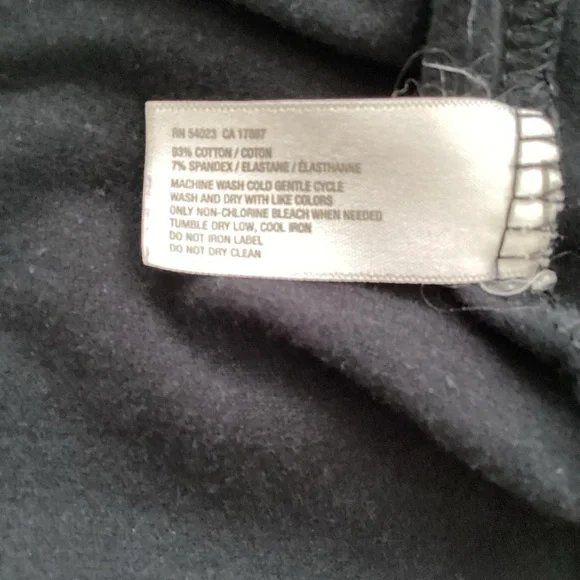 RN 54023 CA 17897
93% COTTON / COTON
7% SPANDEX / ELASTANE / ÉLASTHANNE
MACHINE WASH COLD GENTLE CYCLE
WASH AND DRY WITH LIKE COLORS
ONLY NON-CHLORINE BLEACH WHEN NEEDED
TUMBLE DRY LOW, COOL IRON
DO NOT IRON LABEL
DO NOT DRY CLEAN